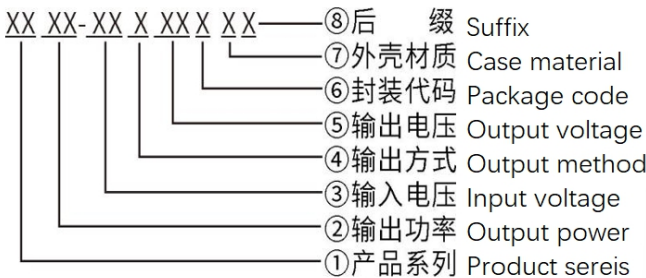 XX XX-XX X XX X X X
⑧后 缀 Suffix
⑦外壳材质 Case material
⑥封装代码 Package code
⑤输出电压 Output voltage
④输出方式 Output method
③输入电压 Input voltage
②输出功率 Output power
①产品系列 Product sereis